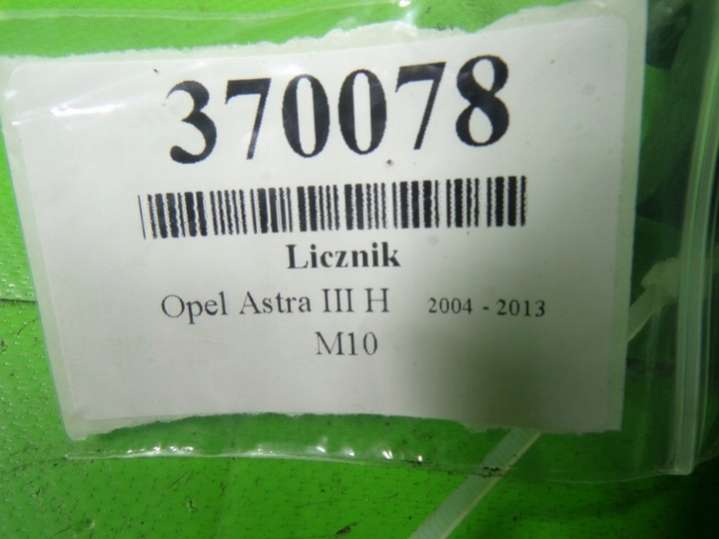 370078
Licznik
Opel Astra III H 2004 - 2013
M10